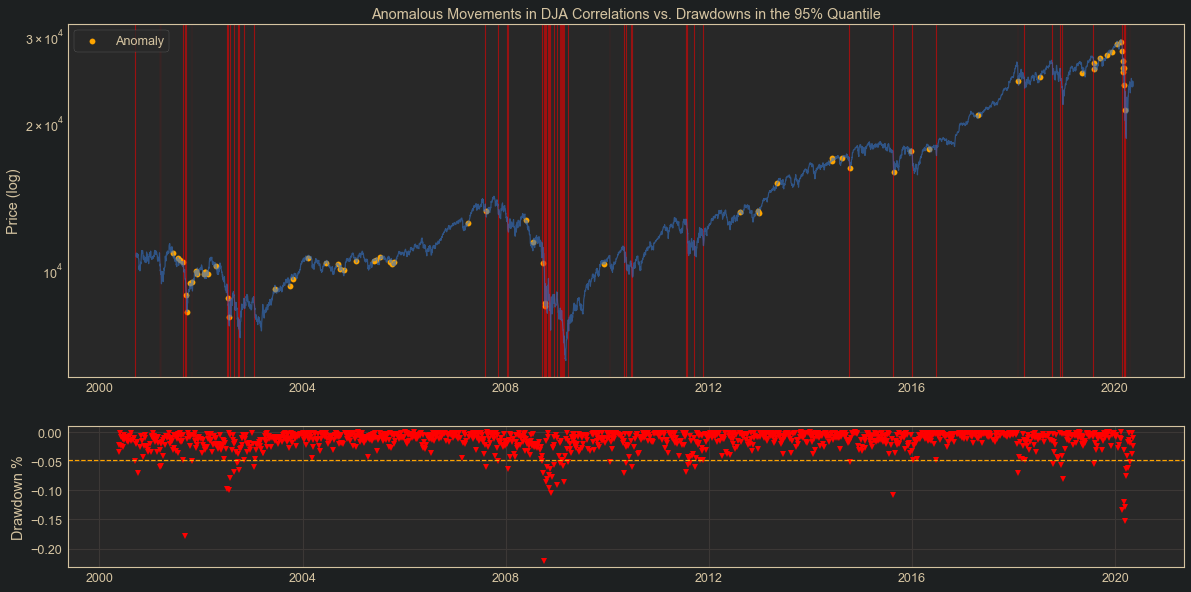 Anomalous Movements in DJA Correlations vs. Drawdowns in the 95% Quantile
Anomaly
Price (log)
3 × 10⁴
2 × 10⁴
10⁴
2000 2004 2008 2012 2016 2020
Drawdown %
0.00
−0.05
−0.10
−0.15
−0.20
2000 2004 2008 2012 2016 2020